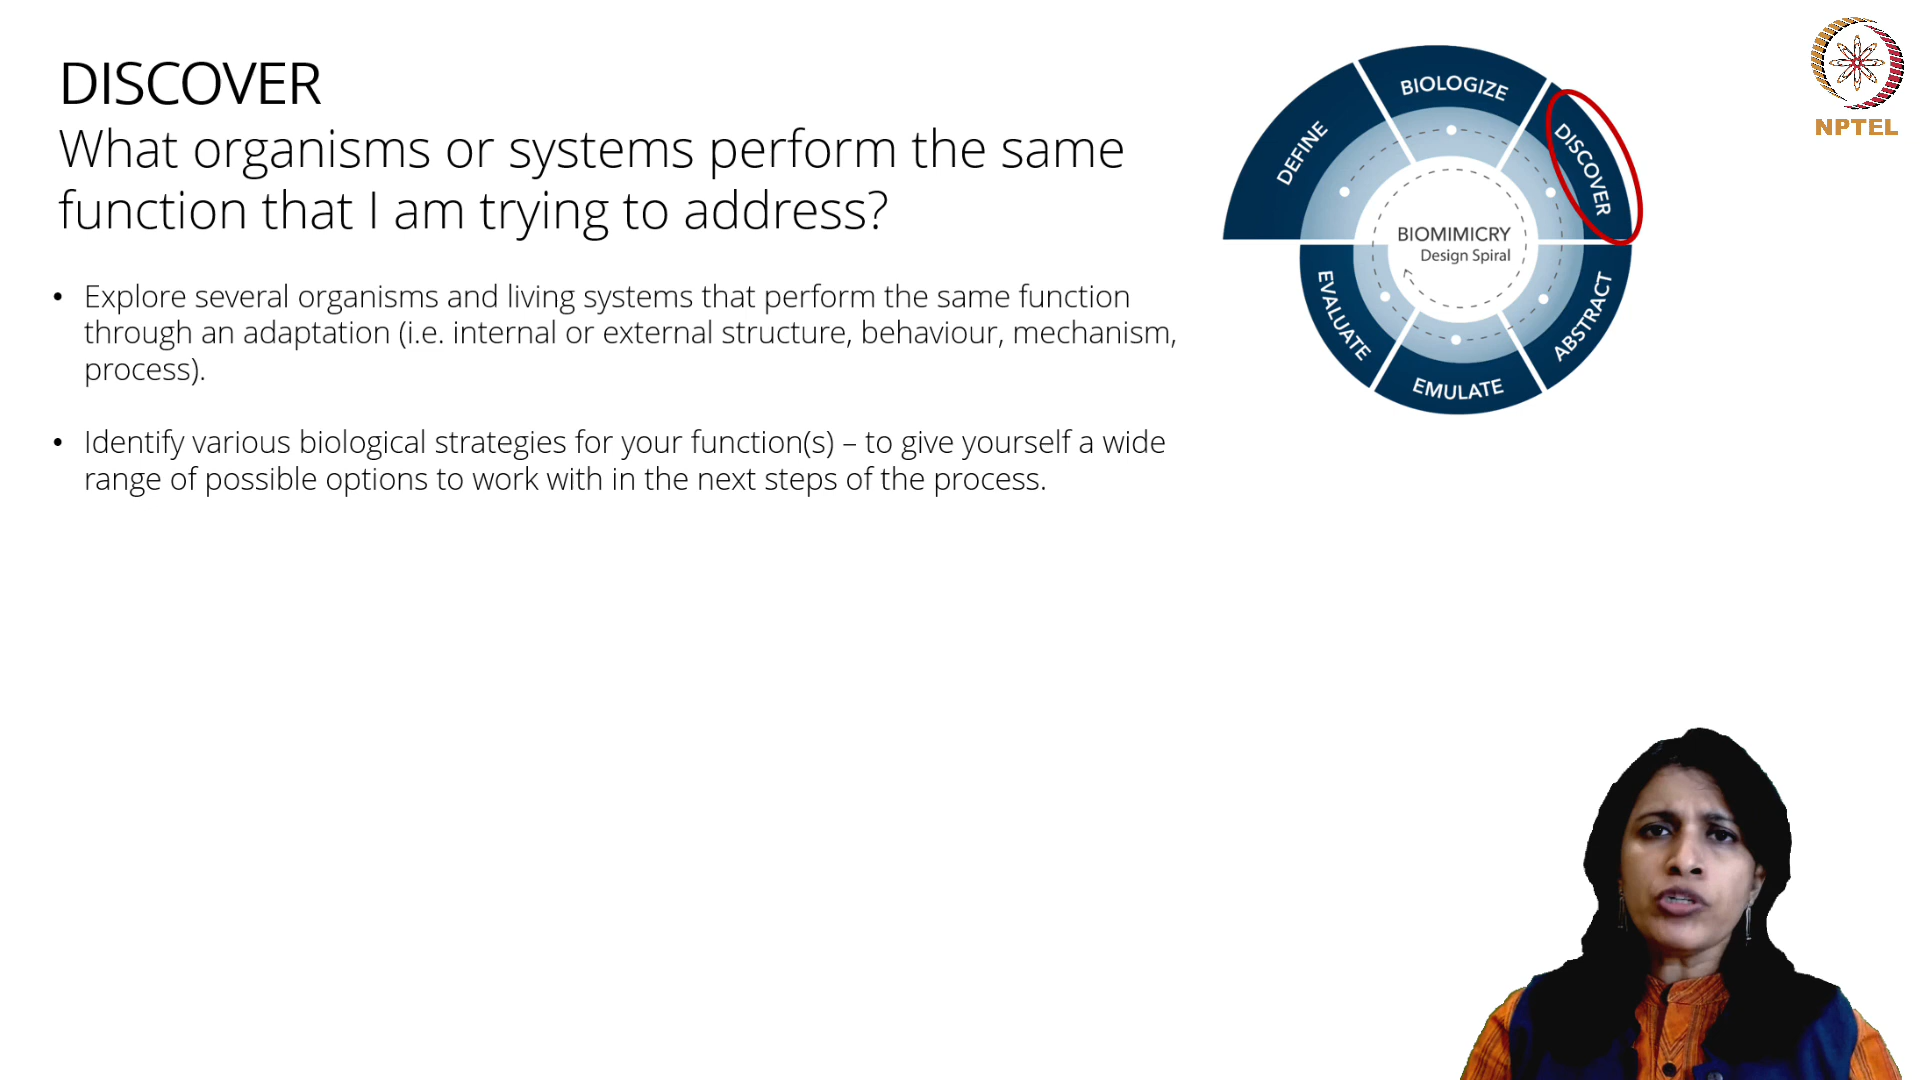 DISCOVER
What organisms or systems perform the same
function that I am trying to address?
• Explore several organisms and living systems that perform the same function
through an adaptation (i.e. internal or external structure, behaviour, mechanism,
process).
• Identify various biological strategies for your function(s) – to give yourself a wide
range of possible options to work with in the next steps of the process.
DEFINE
BIOLOGIZE
DISCOVER
ABSTRACT
EMULATE
EVALUATE
BIOMIMICRY
Design Spiral
NPTEL